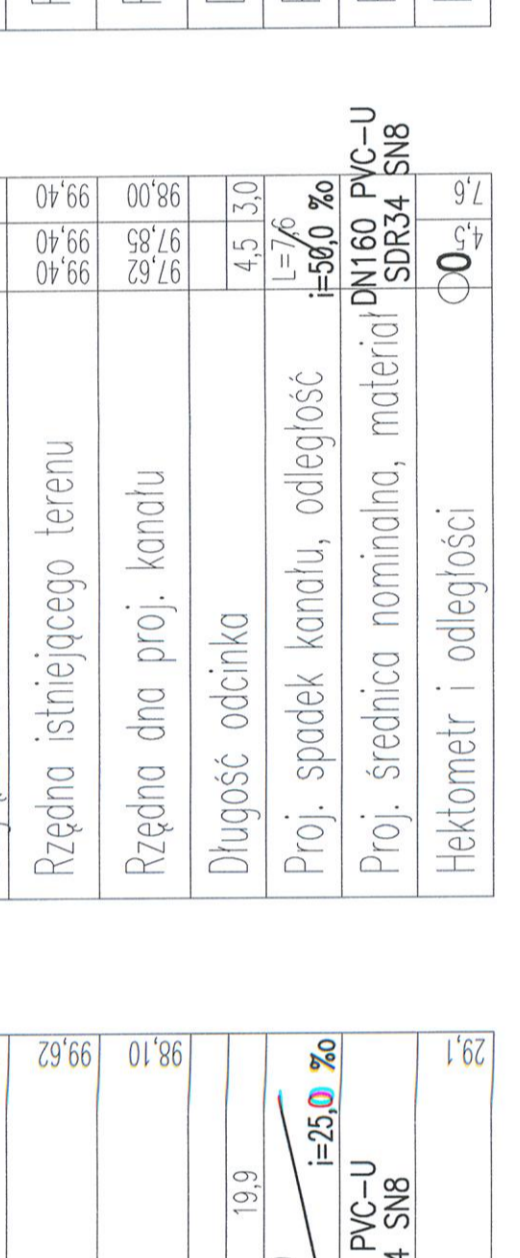 Rzędna istniejącego terenu 99,40 99,40 99,40
Rzędna dna proj. kanału 97,62 97,85 98,00
Długość odcinka 4,5 3,0
Proj. spadek kanału, odległość L=7,6 i=50,0 ‰
Proj. średnica nominalna, materiał DN160 PVC-U SDR34 SN8
Hektometr i odległości 0 4,5 7,6
99,62
98,10
19,9
i=25,0 ‰
PVC-U
4 SN8
29,1